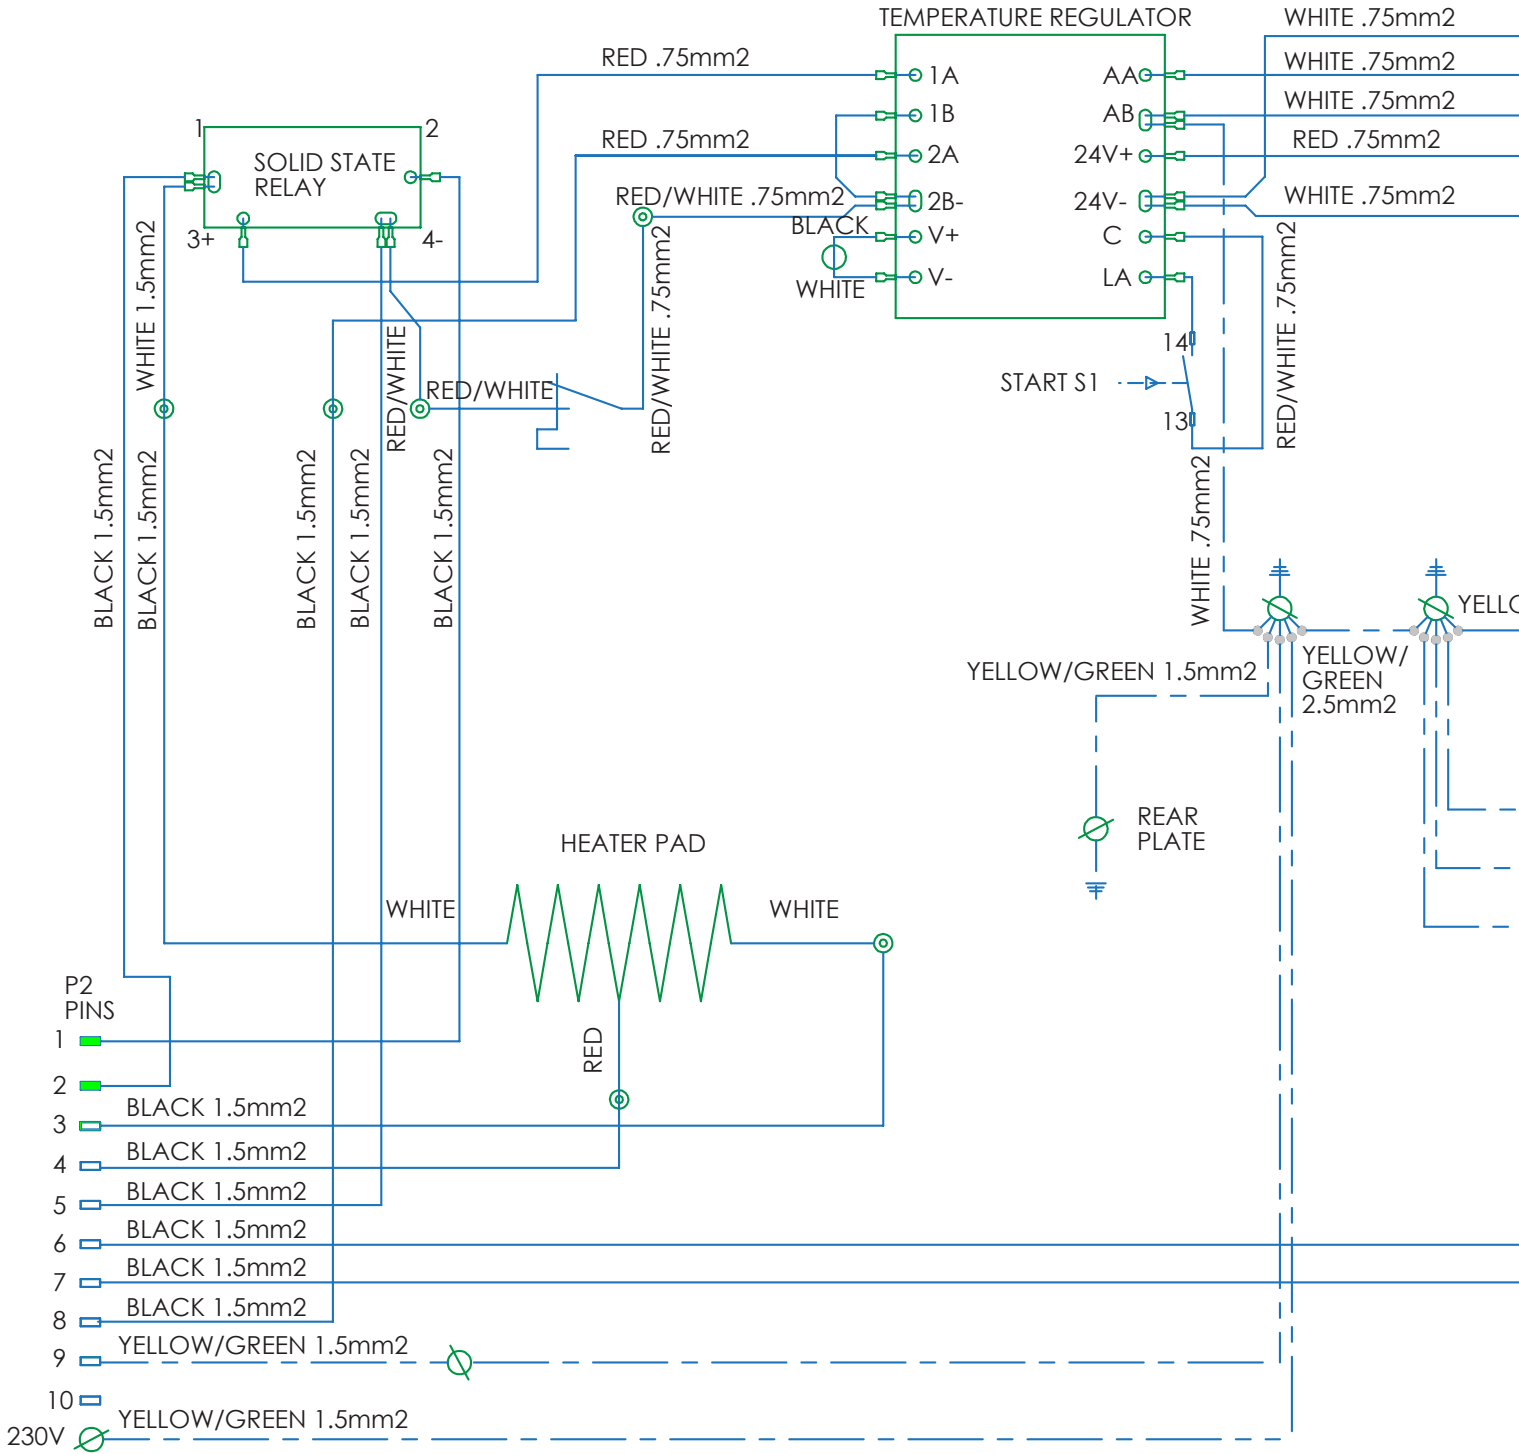 TEMPERATURE REGULATOR
WHITE .75mm2
RED .75mm2
WHITE .75mm2
1A
AA
WHITE .75mm2
1B
AB
1
2
SOLID STATE
RELAY
RED .75mm2
2A
24V+
RED .75mm2
RED/WHITE .75mm2
2B-
24V-
WHITE .75mm2
BLACK
V+
C
3+
4-
WHITE
V-
LA
WHITE 1.5mm2
RED/WHITE
RED/WHITE
RED/WHITE .75mm2
14
START S1
13
RED/WHITE .75mm2
BLACK 1.5mm2
BLACK 1.5mm2
BLACK 1.5mm2
BLACK 1.5mm2
BLACK 1.5mm2
WHITE .75mm2
YELLO
YELLOW/GREEN 1.5mm2
YELLOW/
GREEN
2.5mm2
REAR
PLATE
HEATER PAD
WHITE
WHITE
RED
P2
PINS
1
2
BLACK 1.5mm2
3
BLACK 1.5mm2
4
BLACK 1.5mm2
5
BLACK 1.5mm2
6
BLACK 1.5mm2
7
BLACK 1.5mm2
8
YELLOW/GREEN 1.5mm2
9
10
YELLOW/GREEN 1.5mm2
230V